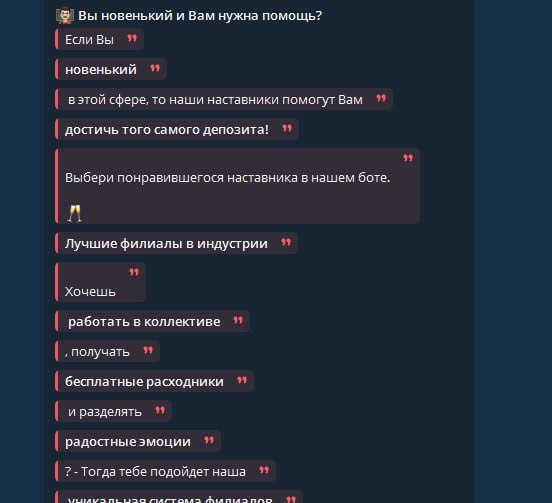 Вы новенький и Вам нужна помощь?
Если Вы
новенький
в этой сфере, то наши наставники помогут Вам
достичь того самого депозита!
Выбери понравившегося наставника в нашем боте.
Лучшие филиалы в индустрии
Хочешь
работать в коллективе
, получать
бесплатные расходники
и разделять
радостные эмоции
? - Тогда тебе подойдет наша
уникальная система филиалов